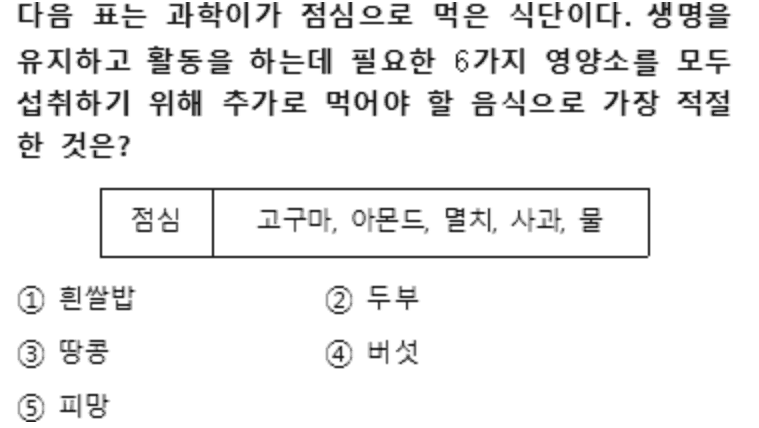 다음 표는 과학이가 점심으로 먹은 식단이다. 생명을
유지하고 활동을 하는데 필요한 6가지 영양소를 모두
섭취하기 위해 추가로 먹어야 할 음식으로 가장 적절
한 것은?
점심 고구마, 아몬드, 멸치, 사과, 물
① 흰쌀밥 ② 두부
③ 땅콩 ④ 버섯
⑤ 피망